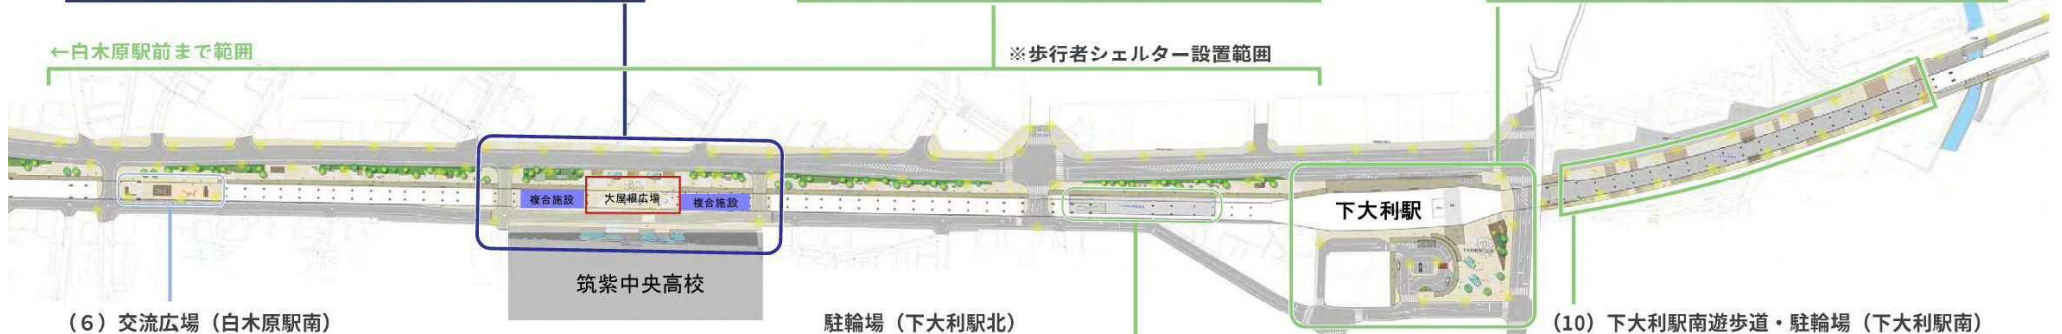 ←白木原駅前まで範囲
※歩行者シェルター設置範囲
複合施設
大屋根広場
複合施設
下大利駅
筑紫中央高校
（6）交流広場（白木原駅南）
駐輪場（下大利駅北）
（10）下大利駅南遊歩道・駐輪場（下大利駅南）